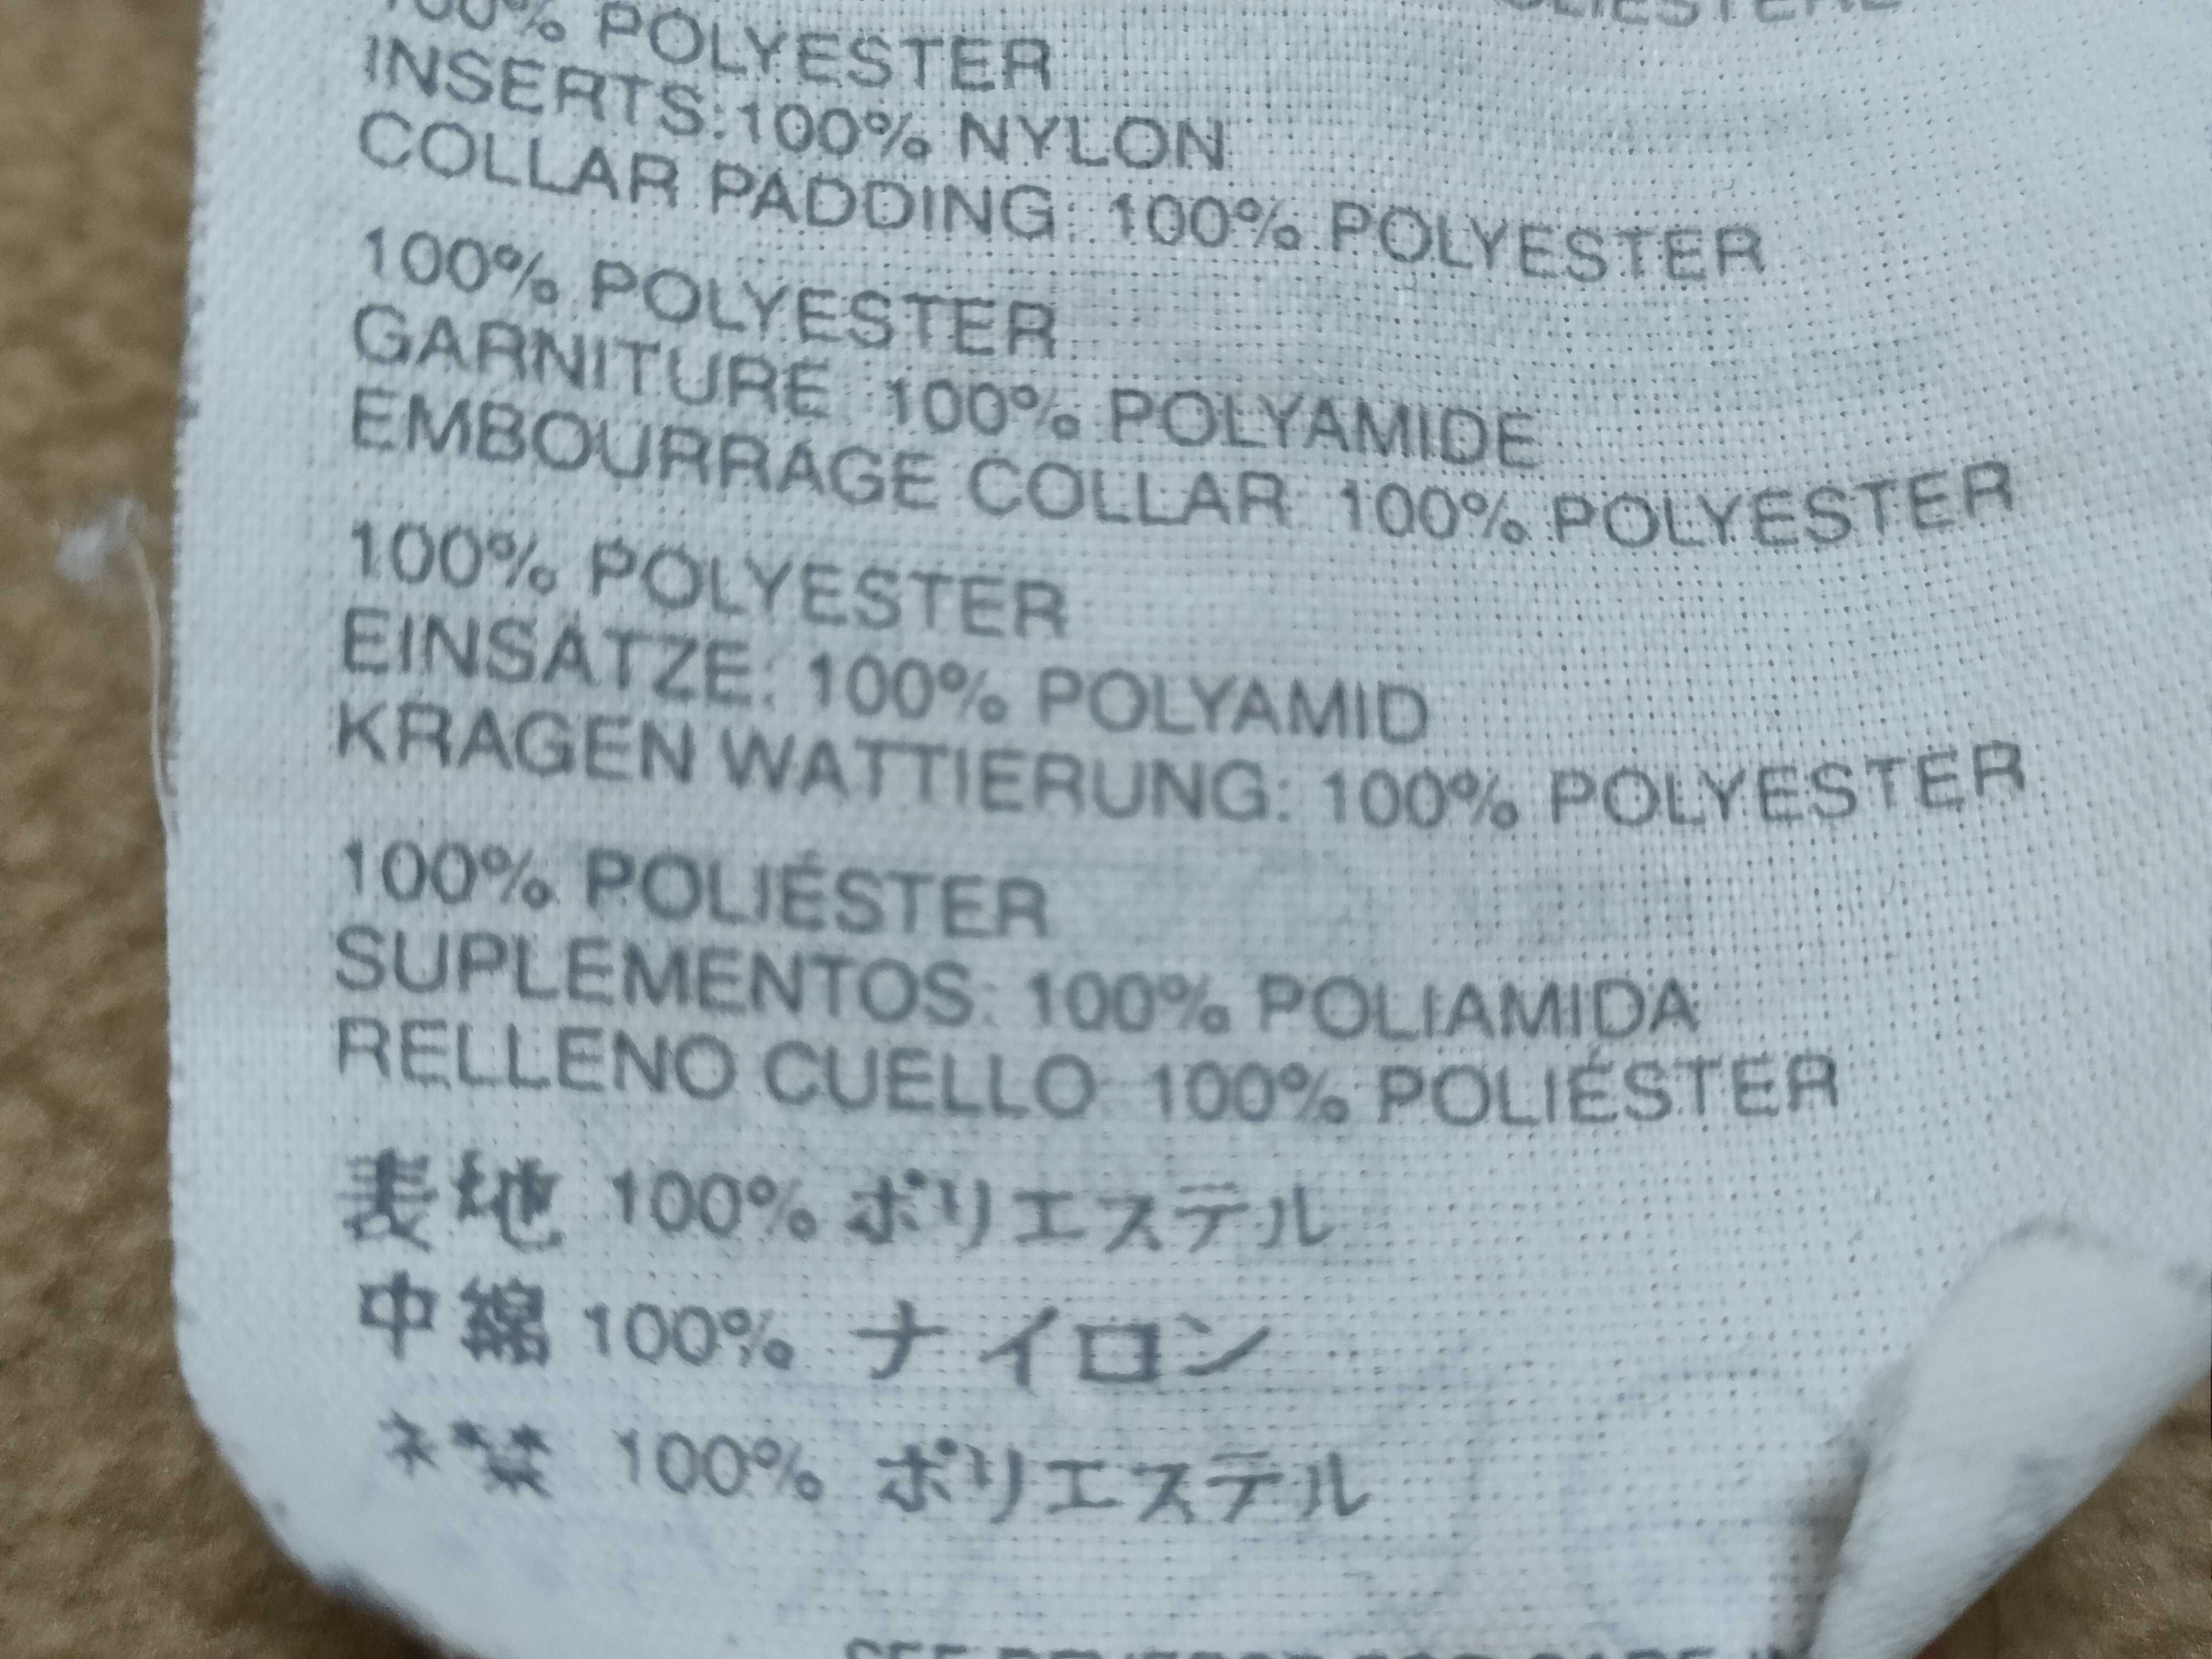 100% POLYESTER
INSERTS:100% NYLON
COLLAR PADDING: 100% POLYESTER
100% POLYESTER
GARNITURE 100% POLYAMIDE
EMBOURRAGE COLLAR 100% POLYESTER
100% POLYESTER
EINSÄTZE: 100% POLYAMID
KRAGEN WATTIERUNG: 100% POLYESTER
100% POLIÉSTER
SUPLEMENTOS: 100% POLIAMIDA
RELLENO CUELLO 100% POLIÉSTER
表地 100% ポリエステル
中綿 100% ナイロン
100% ポリエステル